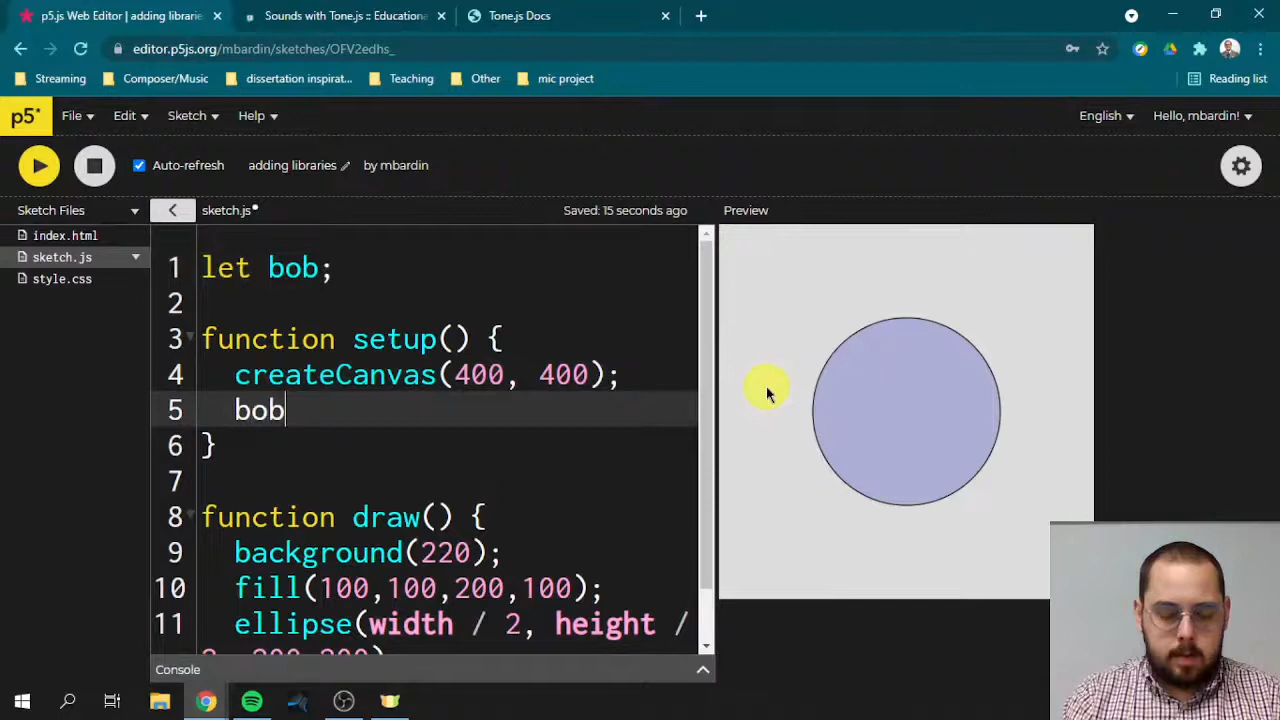 p5.js Web Editor | adding librarie
Sounds with Tone.js :: Educationa
Tone.js Docs
editor.p5js.org/mbardin/sketches/OFV2edhs_
Streaming
Composer/Music
dissertation inspirat...
Teaching
Other
mic project
Reading list
p5*
File
Edit
Sketch
Help
English
Hello, mbardin!
Auto-refresh
adding libraries
by mbardin
Sketch Files
sketch.js
Saved: 15 seconds ago
Preview
index.html
sketch.js
style.css
1 let bob;
2
3 function setup() {
4 createCanvas(400, 400);
5 bob
6 }
7
8 function draw() {
9 background(220);
10 fill(100,100,200,100);
11 ellipse(width / 2, height /
Console